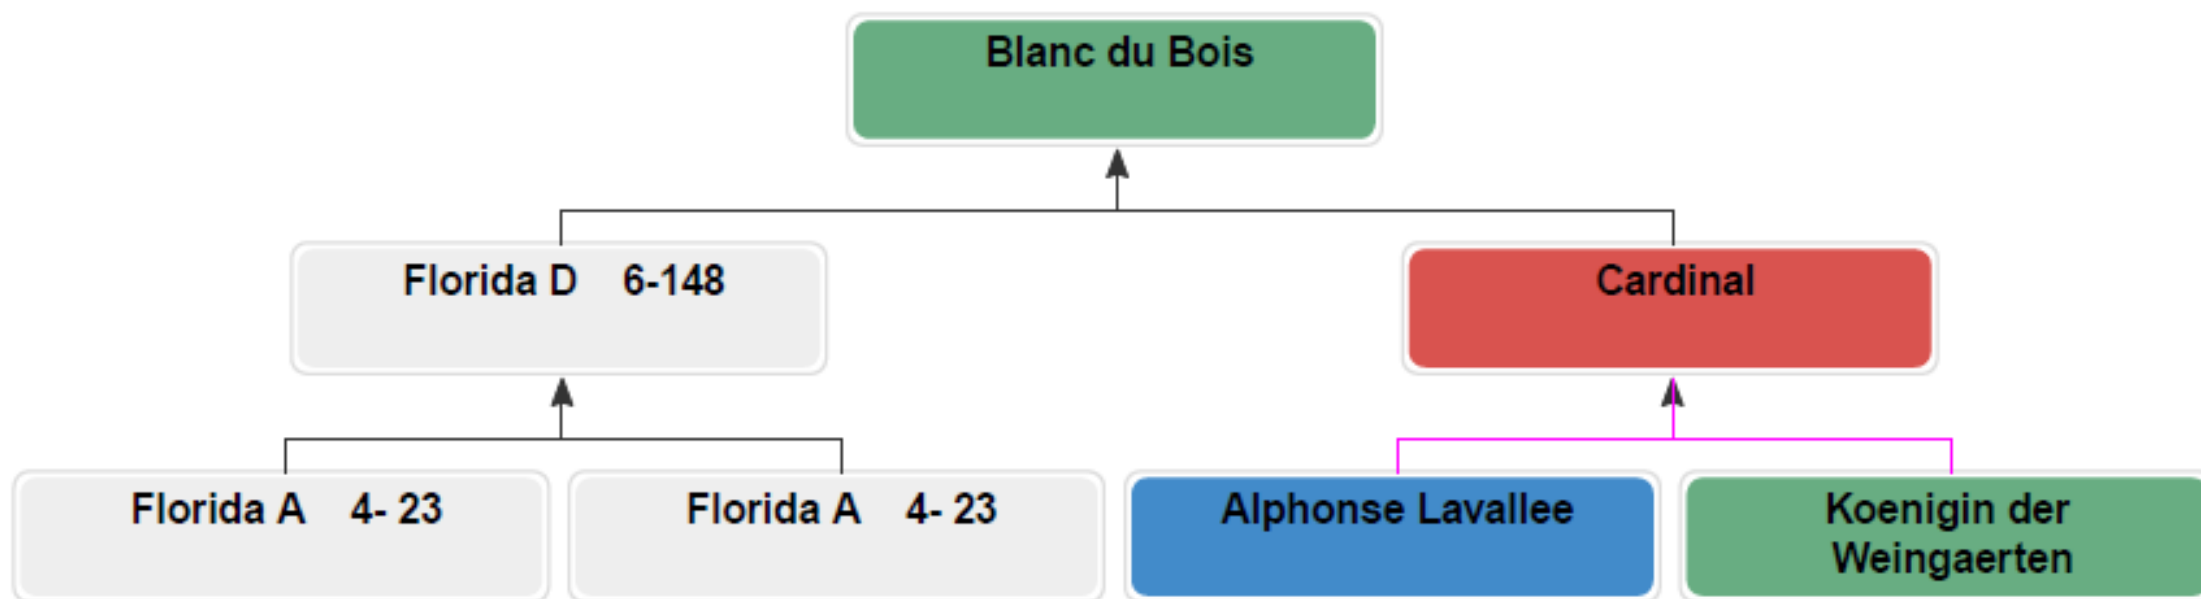 Blanc du Bois
Florida D 6-148
Cardinal
Florida A 4- 23
Florida A 4- 23
Alphonse Lavallee
Koenigin der
Weingaerten